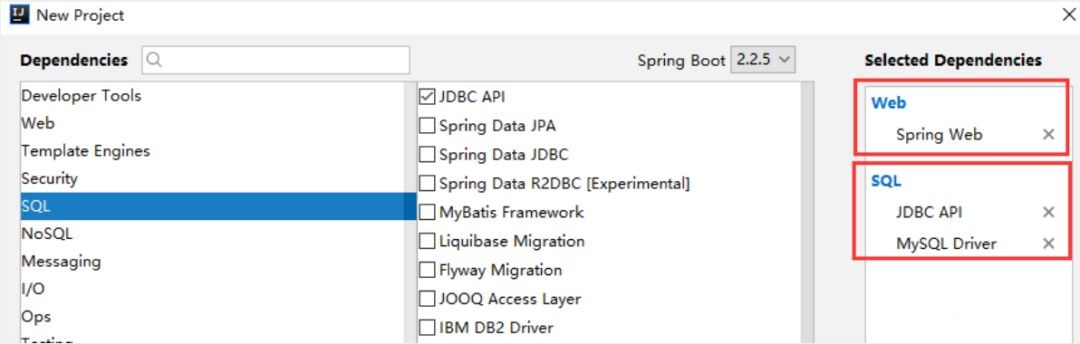 New Project
Dependencies
Spring Boot 2.2.5
Selected Dependencies
Developer Tools
Web
Template Engines
Security
SQL
NoSQL
Messaging
I/O
Ops
Testing
JDBC API
Spring Data JPA
Spring Data JDBC
Spring Data R2DBC [Experimental]
MyBatis Framework
Liquibase Migration
Flyway Migration
JOOQ Access Layer
IBM DB2 Driver
Web
Spring Web
SQL
JDBC API
MySQL Driver